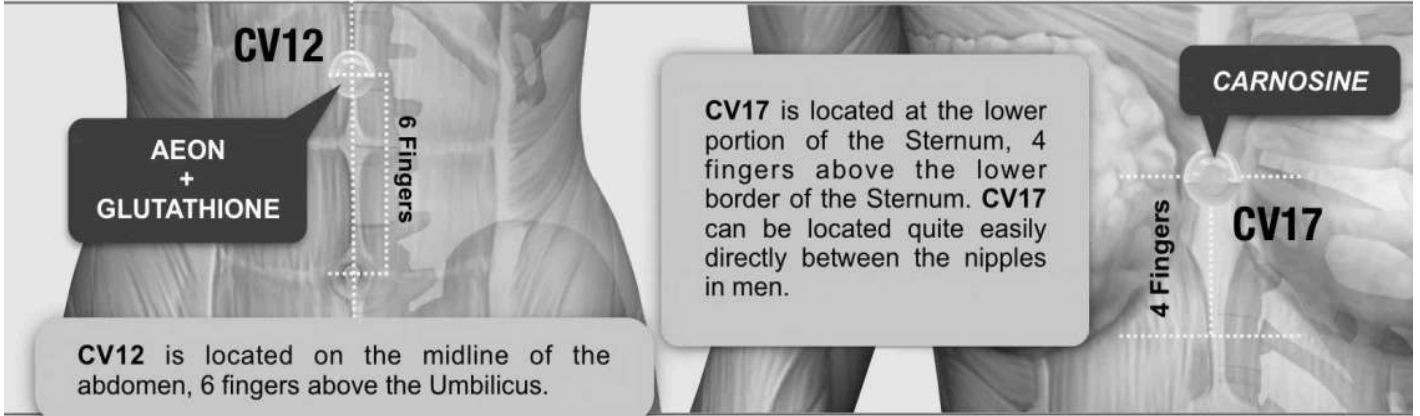 CV12
AEON
+
GLUTATHIONE
6 Fingers
CV12 is located on the midline of the
abdomen, 6 fingers above the Umbilicus.
CV17 is located at the lower
portion of the Sternum, 4
fingers above the lower
border of the Sternum. CV17
can be located quite easily
directly between the nipples
in men.
CARNOSINE
CV17
4 Fingers